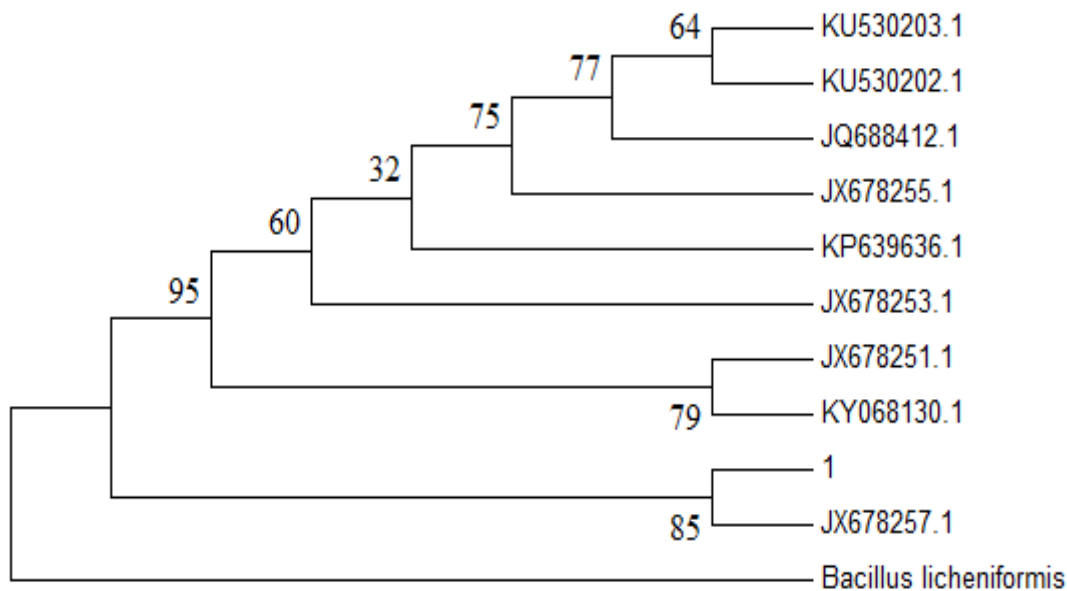 64
KU530203.1
77
KU530202.1
75
JQ688412.1
32
JX678255.1
60
KP639636.1
95
JX678253.1
JX678251.1
79
KY068130.1
1
85
JX678257.1
Bacillus licheniformis